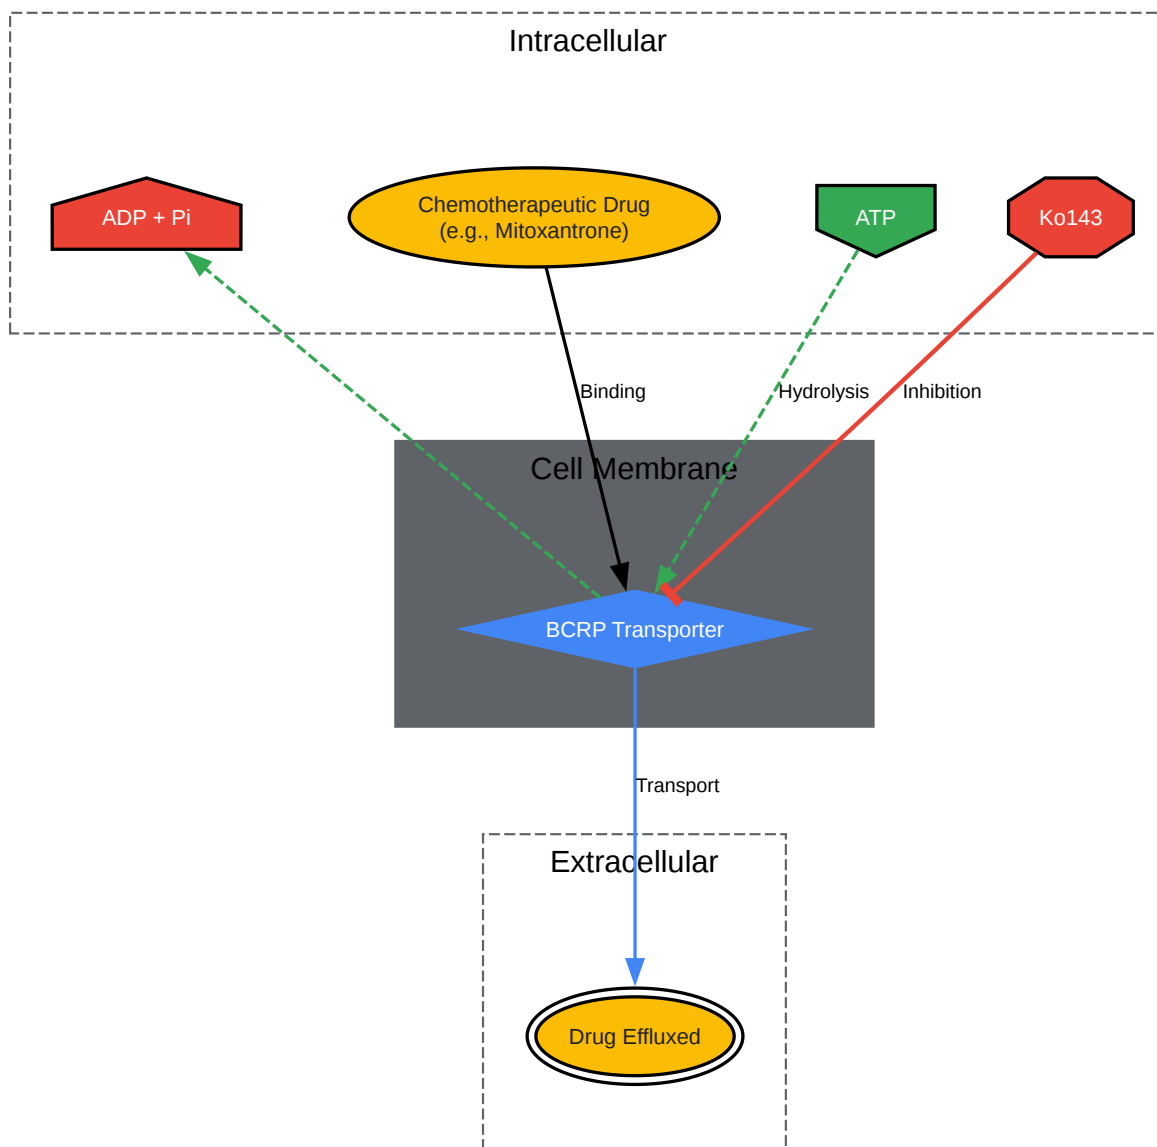 Intracellular
ADP + Pi
Chemotherapeutic Drug
(e.g., Mitoxantrone)
ATP
Ko143
Binding
Hydrolysis
Inhibition
Cell Membrane
BCRP Transporter
Transport
Extracellular
Drug Effluxed